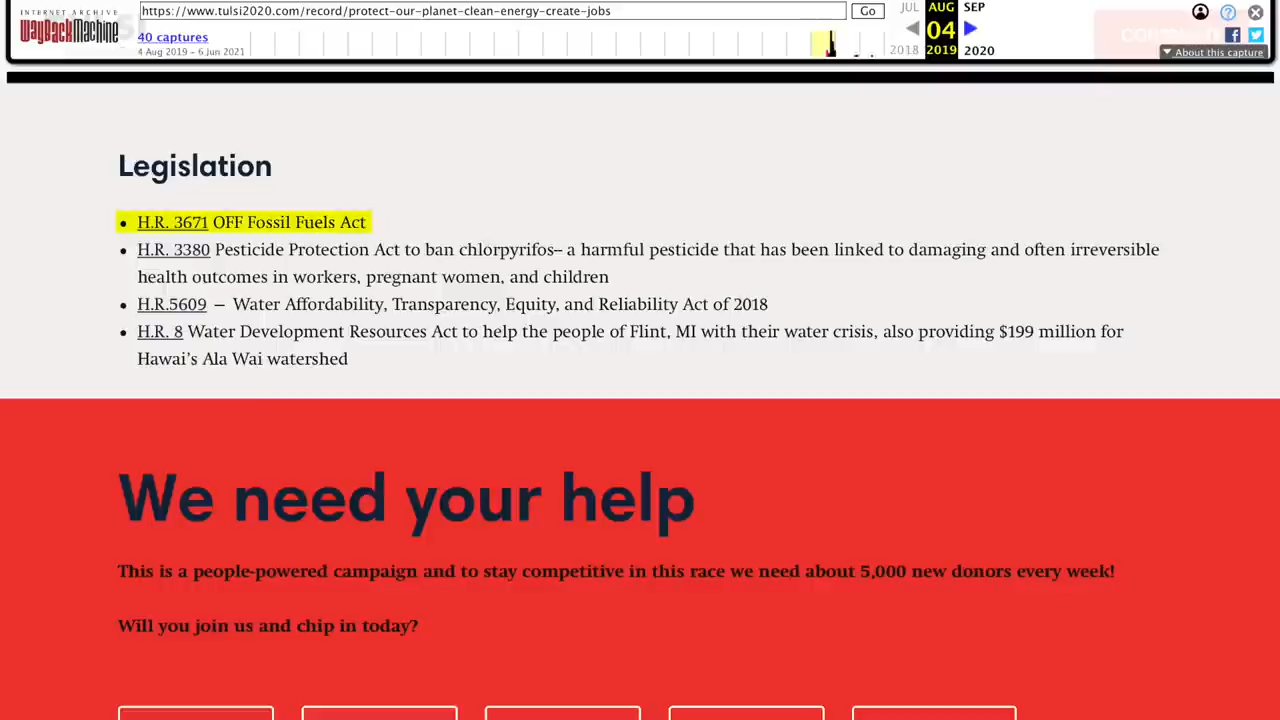 INTERNET ARCHIVE
WayBackMachine
https://www.tulsi2020.com/record/protect-our-planet-clean-energy-create-jobs
Go
JUL AUG SEP
40 captures
04
4 Aug 2019 – 6 Jun 2021
2018 2019 2020
About this capture
Legislation
• H.R. 3671 OFF Fossil Fuels Act
• H.R. 3380 Pesticide Protection Act to ban chlorpyrifos– a harmful pesticide that has been linked to damaging and often irreversible
health outcomes in workers, pregnant women, and children
• H.R.5609 – Water Affordability, Transparency, Equity, and Reliability Act of 2018
• H.R. 8 Water Development Resources Act to help the people of Flint, MI with their water crisis, also providing $199 million for
Hawai’s Ala Wai watershed
We need your help
This is a people-powered campaign and to stay competitive in this race we need about 5,000 new donors every week!
Will you join us and chip in today?